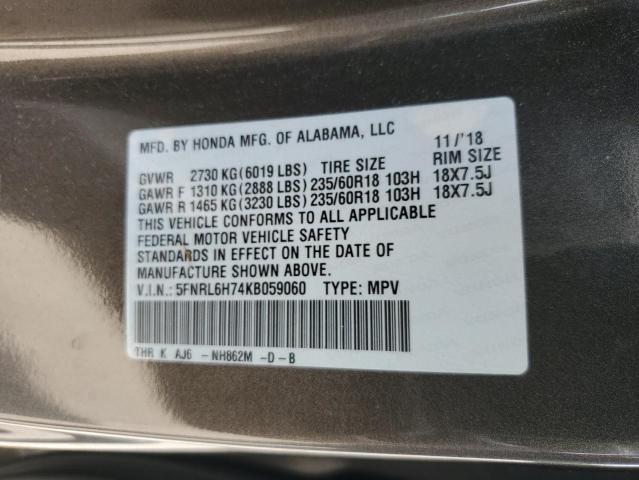 MFD. BY HONDA MFG. OF ALABAMA, LLC 11/'18
GVWR 2730 KG(6019 LBS) TIRE SIZE RIM SIZE
GAWR F 1310 KG(2888 LBS) 235/60R18 103H 18X7.5J
GAWR R 1465 KG(3230 LBS) 235/60R18 103H 18X7.5J
THIS VEHICLE CONFORMS TO ALL APPLICABLE
FEDERAL MOTOR VEHICLE SAFETY
STANDARDS IN EFFECT ON THE DATE OF
MANUFACTURE SHOWN ABOVE.
V.I.N.: 5FNRL6H74KB059060 TYPE: MPV
THR K AJ6 -NH862M -D-B